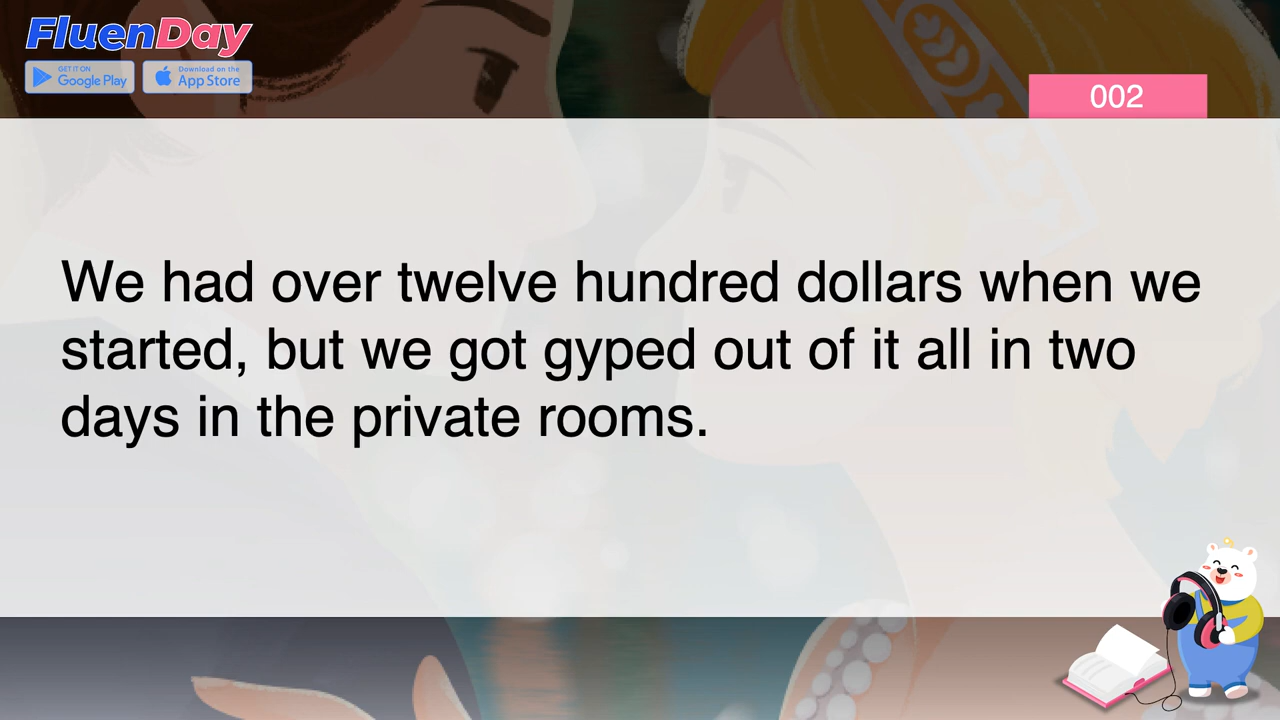 FluenDay
GET IT ON
Google Play
Download on the
App Store
002
We had over twelve hundred dollars when we
started, but we got gyped out of it all in two
days in the private rooms.